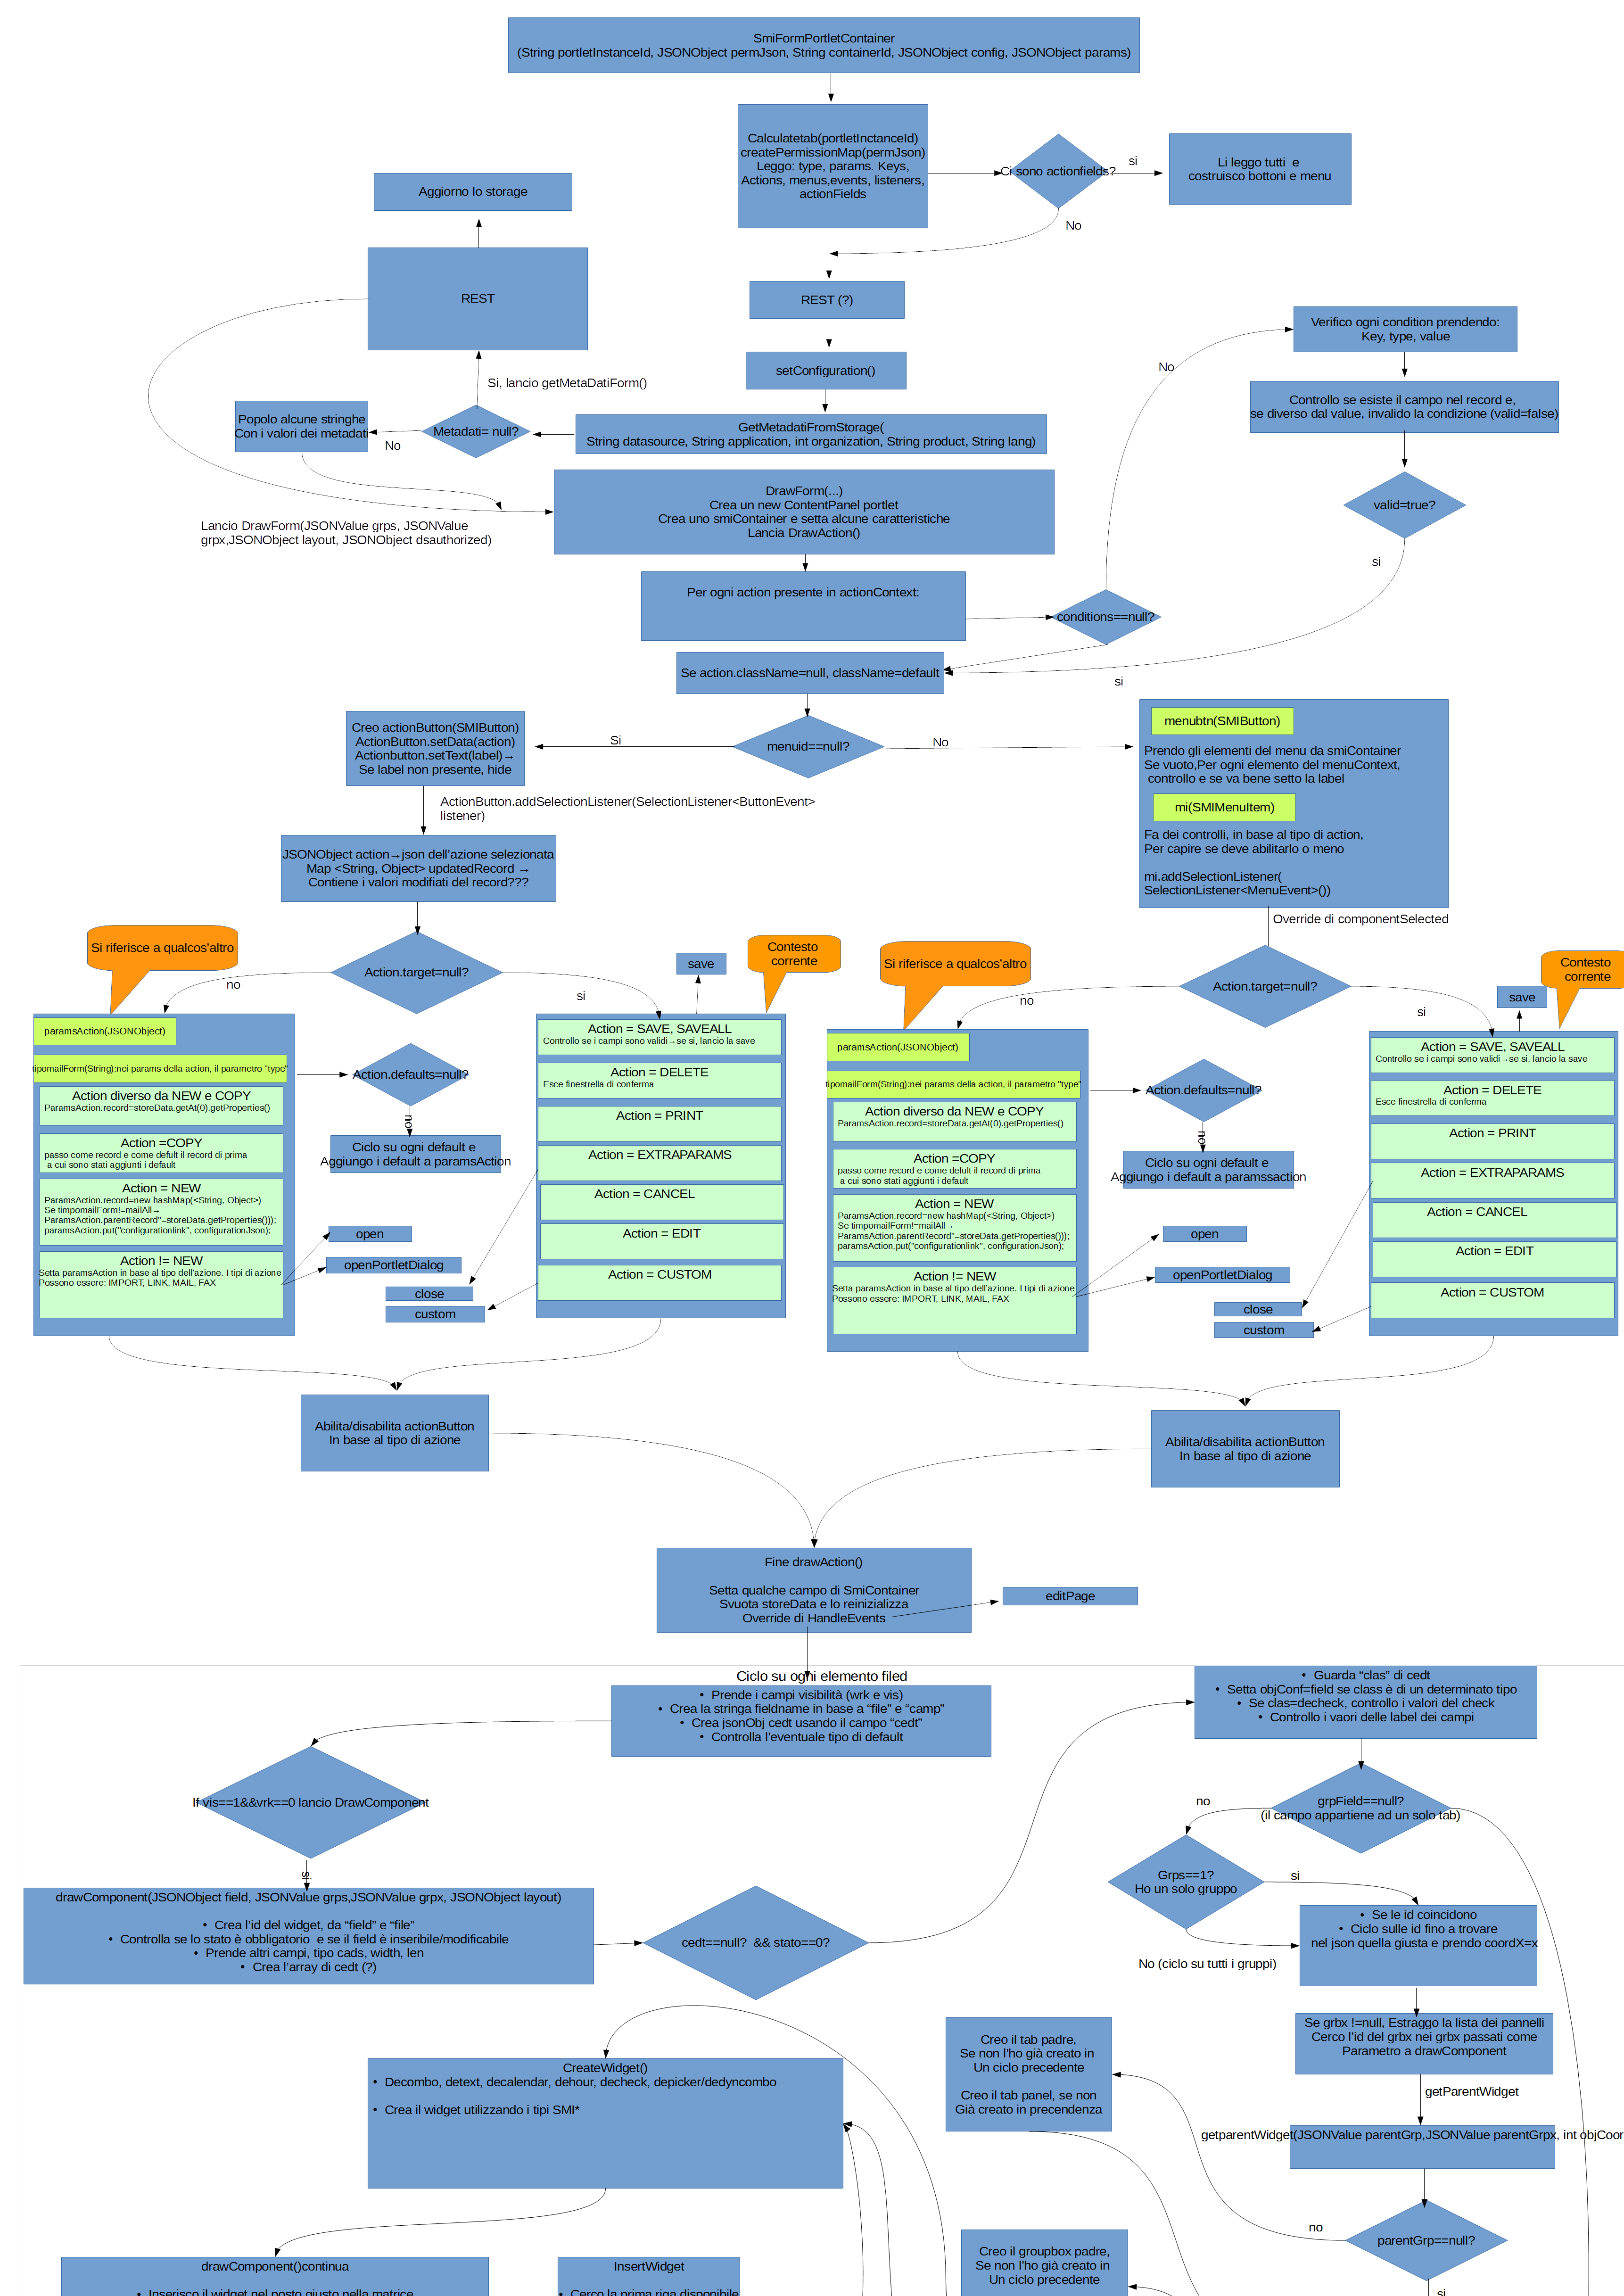 SmiFormPortletContainer
(String portletInstanceId, JSONObject permJson, String containerId, JSONObject config, JSONObject params)
Calculatetab(portletInstanceId)
createPermissionMap(permJson)
Leggo: type, params. Keys,
Actions, menus,events, listeners,
actionFields
Ci sono actionfields?
si
Li leggo tutti e
costruisco bottoni e menu
No
Aggiorno lo storage
REST
REST (?)
setConfiguration()
Si, lancio getMetaDatiForm()
Popolo alcune stringhe
Con i valori dei metadati
No
Metadati= null?
GetMetadatiFromStorage(
String datasource, String application, int organization, String product, String lang)
Verifico ogni condition prendendo:
Key, type, value
No
Controllo se esiste il campo nel record e,
se diverso dal value, invalido la condizione (valid=false)
valid=true?
si
DrawForm(...)
Crea un new ContentPanel portlet
Crea uno smiContainer e setta alcune caratteristiche
Lancia DrawAction()
Lancio DrawForm(JSONValue grps, JSONValue
grpx,JSONObject layout, JSONObject dsauthorized)
Per ogni action presente in actionContext:
conditions==null?
Se action.className=null, className=default
si
Creo actionButton(SMIButton)
ActionButton.setData(action)
Actionbutton.setText(label)→
Se label non presente, hide
Si
menuid==null?
No
menubtn(SMIButton)
Prendo gli elementi del menu da smiContainer
Se vuoto,Per ogni elemento del menuContext,
controllo e se va bene setto la label
mi(SMIMenuItem)
Fa dei controlli, in base al tipo di action,
Per capire se deve abilitarlo o meno
mi.addSelectionListener(
SelectionListener<MenuEvent>())
ActionButton.addSelectionListener(SelectionListener<ButtonEvent>
listener)
JSONObject action→json dell'azione selezionata
Map <String, Object> updatedRecord →
Contiene i valori modifiati del record???
Override di componentSelected
Si riferisce a qualcos'altro
Action.target=null?
no
si
save
Contesto
corrente
paramsAction(JSONObject)
tipomailForm(String):nei params della action, il parametro "type"
Action diverso da NEW e COPY
ParamsAction.record=storeData.getAt(0).getProperties()
Action =COPY
passo come record e come defult il record di prima
a cui sono stati aggiunti i default
Action = NEW
ParamsAction.record=new hashMap(<String, Object>)
Se timpomailForm!=mailAll→
ParamsAction.parentRecord"=storeData.getProperties()));
paramsAction.put("configurationlink", configurationJson);
Action != NEW
Setta paramsAction in base al tipo dell'azione. I tipi di azione
Possono essere: IMPORT, LINK, MAIL, FAX
Action.defaults=null?
no
Ciclo su ogni default e
Aggiungo i default a paramsAction
open
openPortletDialog
close
custom
Action = SAVE, SAVEALL
Controllo se i campi sono validi→se si, lancio la save
Action = DELETE
Esce finestrella di conferma
Action = PRINT
Action = EXTRAPARAMS
Action = CANCEL
Action = EDIT
Action = CUSTOM
Si riferisce a qualcos'altro
Action.target=null?
no
si
save
Contesto
corrente
paramsAction(JSONObject)
tipomailForm(String):nei params della action, il parametro "type"
Action diverso da NEW e COPY
ParamsAction.record=storeData.getAt(0).getProperties()
Action =COPY
passo come record e come defult il record di prima
a cui sono stati aggiunti i default
Action = NEW
ParamsAction.record=new hashMap(<String, Object>)
Se timpomailForm!=mailAll→
ParamsAction.parentRecord"=storeData.getProperties()));
paramsAction.put("configurationlink", configurationJson);
Action != NEW
Setta paramsAction in base al tipo dell'azione. I tipi di azione
Possono essere: IMPORT, LINK, MAIL, FAX
Action.defaults=null?
no
Ciclo su ogni default e
Aggiungo i default a paramssaction
open
openPortletDialog
close
custom
Action = SAVE, SAVEALL
Controllo se i campi sono validi→se si, lancio la save
Action = DELETE
Esce finestrella di conferma
Action = PRINT
Action = EXTRAPARAMS
Action = CANCEL
Action = EDIT
Action = CUSTOM
Abilita/disabilita actionButton
In base al tipo di azione
Abilita/disabilita actionButton
In base al tipo di azione
Fine drawAction()
Setta qualche campo di SmiContainer
Svuota storeData e lo reinizializza
Override di HandleEvents
editPage
Ciclo su ogni elemento filed
• Prende i campi visibilità (wrk e vis)
• Crea la stringa fieldname in base a “file” e “camp”
• Crea jsonObj cedt usando il campo “cedt”
• Controlla l'eventuale tipo di default
• Guarda “clas” di cedt
• Setta objConf=field se class è di un determinato tipo
• Se clas=decheck, controllo i valori del check
• Controllo i vaori delle label dei campi
If vis==1&&vrk==0 lancio DrawComponent
si
grpField==null?
(il campo appartiene ad un solo tab)
no
Grps==1?
Ho un solo gruppo
si
drawComponent(JSONObject field, JSONValue grps,JSONValue grpx, JSONObject layout)
• Crea l'id del widget, da “field” e “file”
• Controlla se lo stato è obbligatorio e se il field è inseribile/modificabile
• Prende altri campi, tipo cads, width, len
• Crea l'array di cedt (?)
cedt==null? && stato==0?
• Se le id coincidono
• Ciclo sulle id fino a trovare
nel json quella giusta e prendo coordX=x
No (ciclo su tutti i gruppi)
Se grbx !=null, Estraggo la lista dei pannelli
Cerco l'id del grbx nei grbx passati come
Parametro a drawComponent
getParentWidget
Creo il tab padre,
Se non l'ho già creato in
Un ciclo precedente
Creo il tab panel, se non
Già creato in precendenza
CreateWidget()
• Decombo, detext, decalendar, dehour, decheck, depicker/dedyncombo
• Crea il widget utilizzando i tipi SMI*
getparentWidget(JSONValue parentGrp,JSONValue parentGrpx, int objCoor
parentGrp==null?
no
si
Creo il groupbox padre,
Se non l'ho già creato in
Un ciclo precedente
drawComponent()continua
• Inserisco il widget nel posto giusto nella matrice
InsertWidget
• Cerco la prima riga disponibile